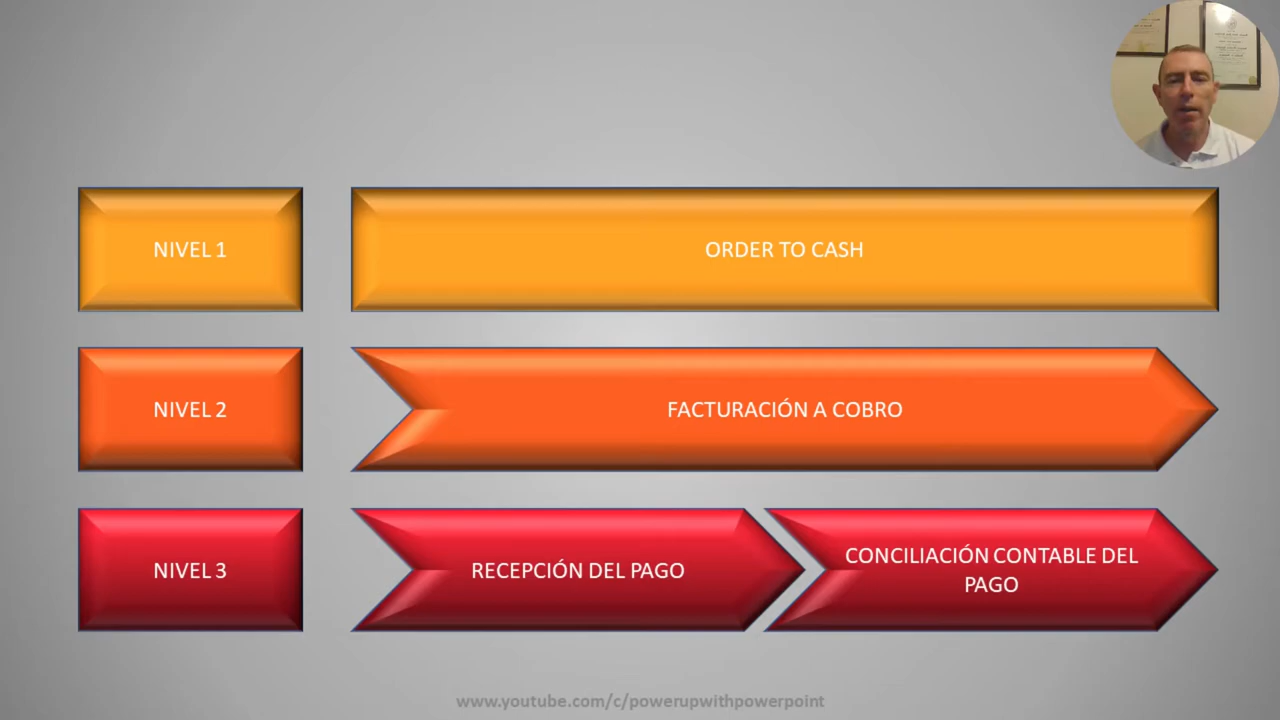 NIVEL 1
ORDER TO CASH
NIVEL 2
FACTURACIÓN A COBRO
NIVEL 3
RECEPCIÓN DEL PAGO
CONCILIACIÓN CONTABLE DEL
PAGO
www.youtube.com/c/powerupwithpowerpoint